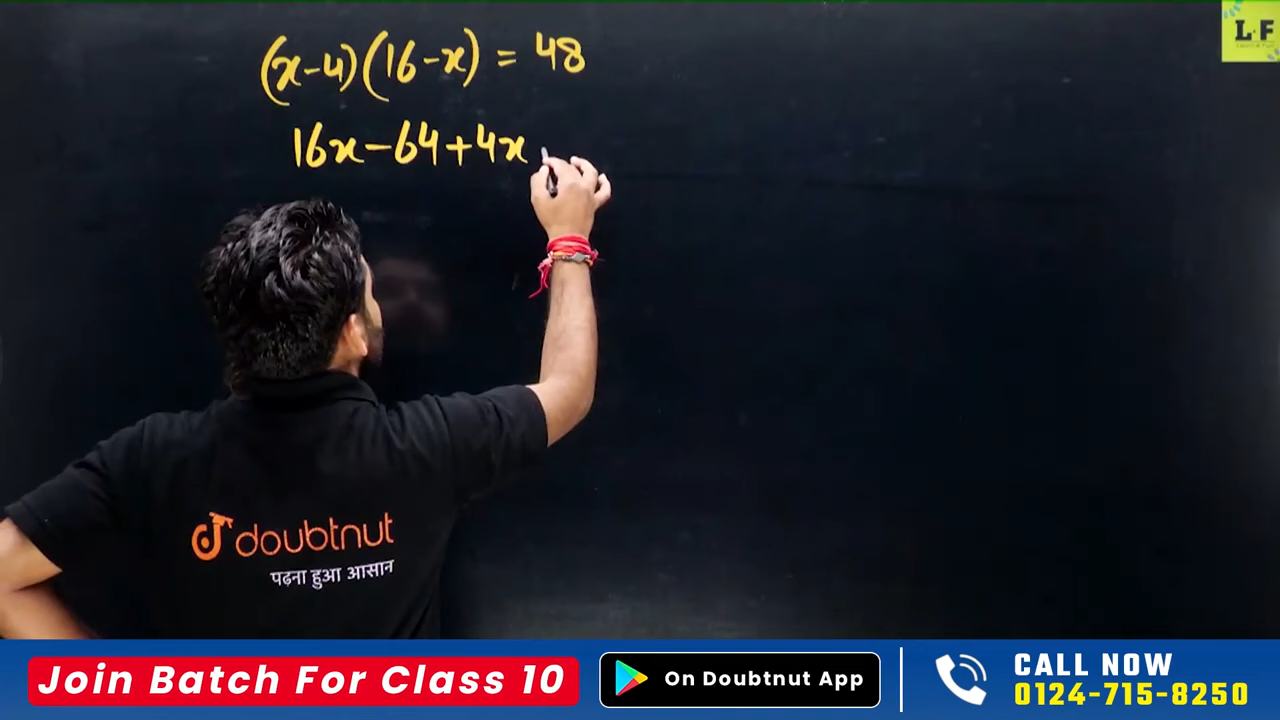 (x-4)(16-x) = 48
16x-64+4x
L.F
doubtnut
पढ़ना हुआ आसान
Join Batch For Class 10
On Doubtnut App
CALL NOW
0124-715-8250